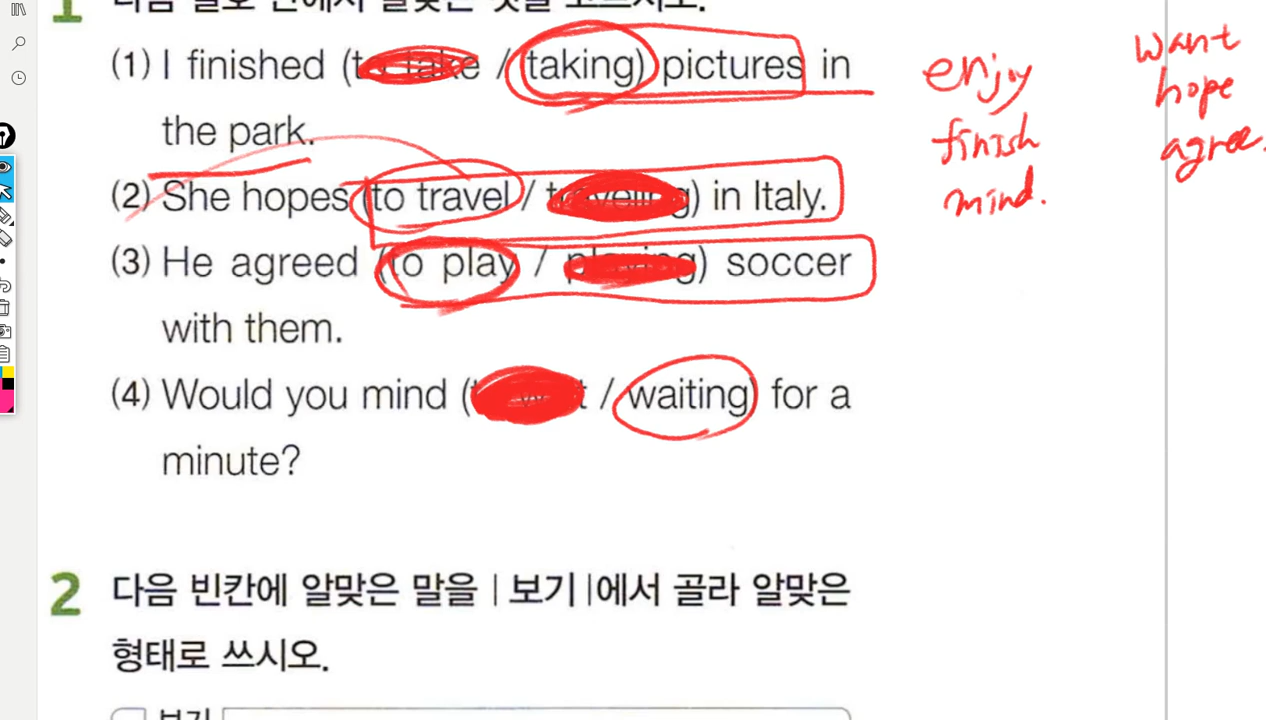 1 다음 괄호 안에서 알맞은 것을 고르시오.
(1) I finished (to take / taking) pictures in
the park.
(2) She hopes (to travel / traveling) in Italy.
(3) He agreed (to play / playing) soccer
with them.
(4) Would you mind ( / waiting) for a
minute?
enjoy
finish
mind.
want
hope
agree.
2 다음 빈칸에 알맞은 말을 | 보기 |에서 골라 알맞은
형태로 쓰시오.
보기